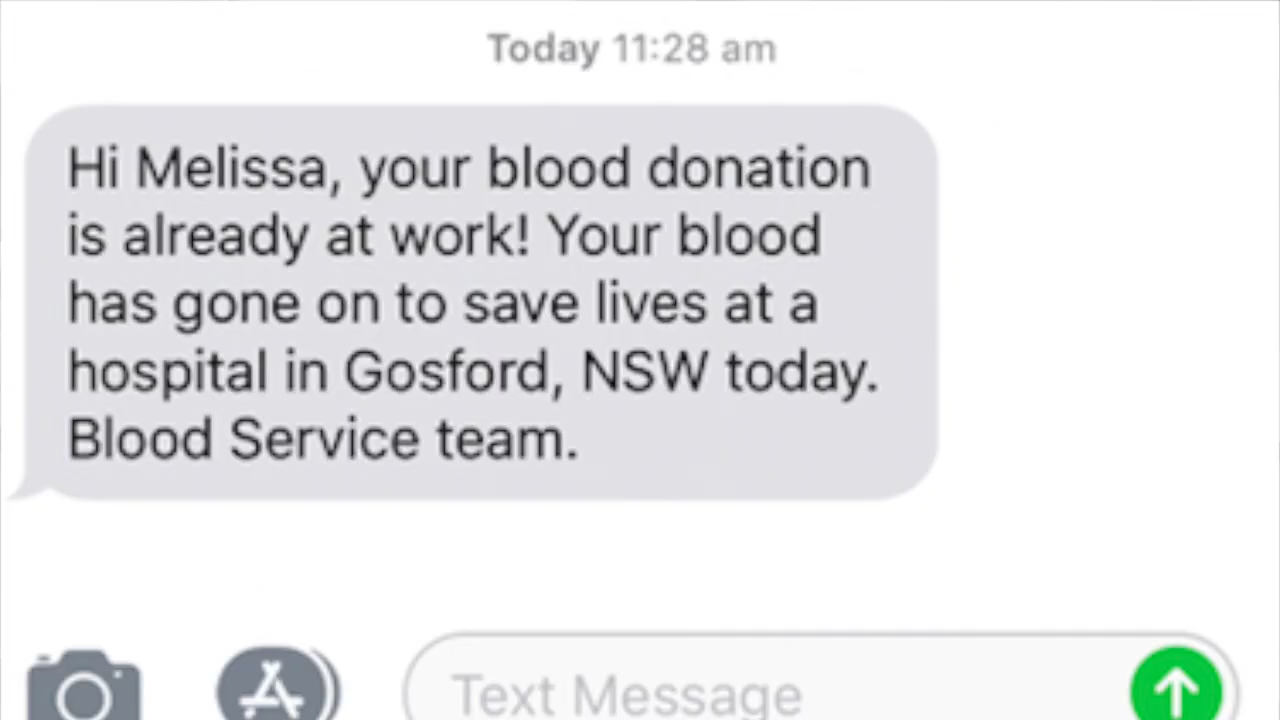 Today 11:28 am
Hi Melissa, your blood donation
is already at work! Your blood
has gone on to save lives at a
hospital in Gosford, NSW today.
Blood Service team.
Text Message